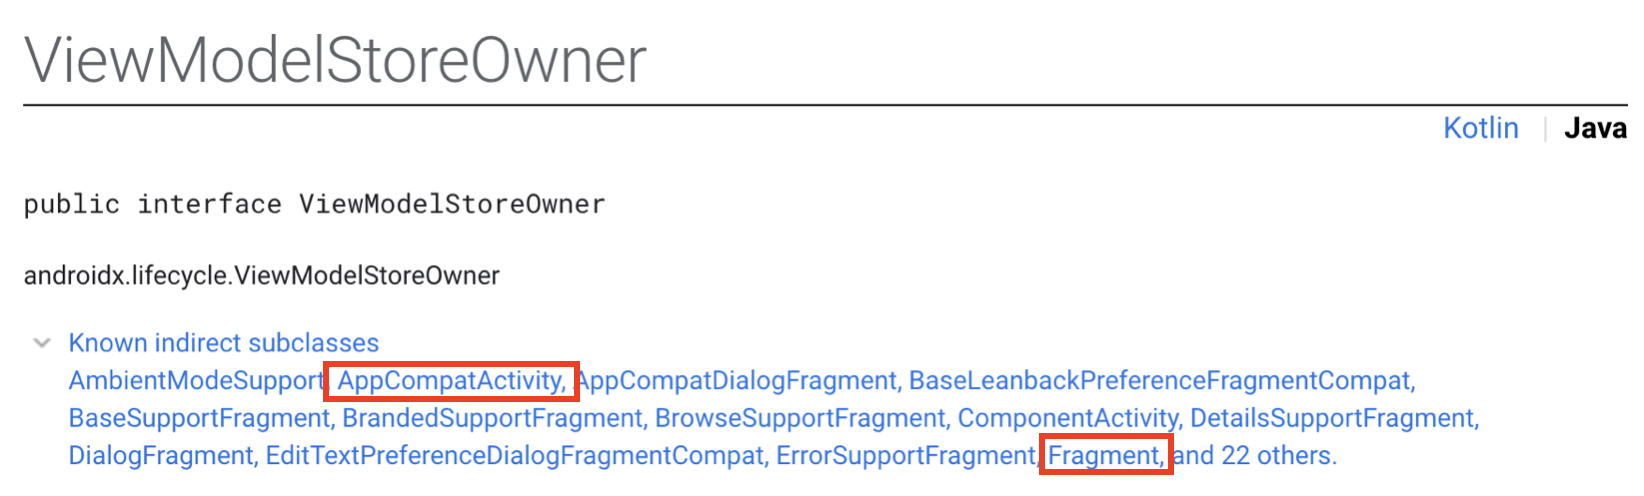 ViewModelStoreOwner
Kotlin | Java
public interface ViewModelStoreOwner
androidx.lifecycle.ViewModelStoreOwner
Known indirect subclasses
AmbientModeSupport, AppCompatActivity, AppCompatDialogFragment, BaseLeanbackPreferenceFragmentCompat,
BaseSupportFragment, BrandedSupportFragment, BrowseSupportFragment, ComponentActivity, DetailsSupportFragment,
DialogFragment, EditTextPreferenceDialogFragmentCompat, ErrorSupportFragment, Fragment, and 22 others.